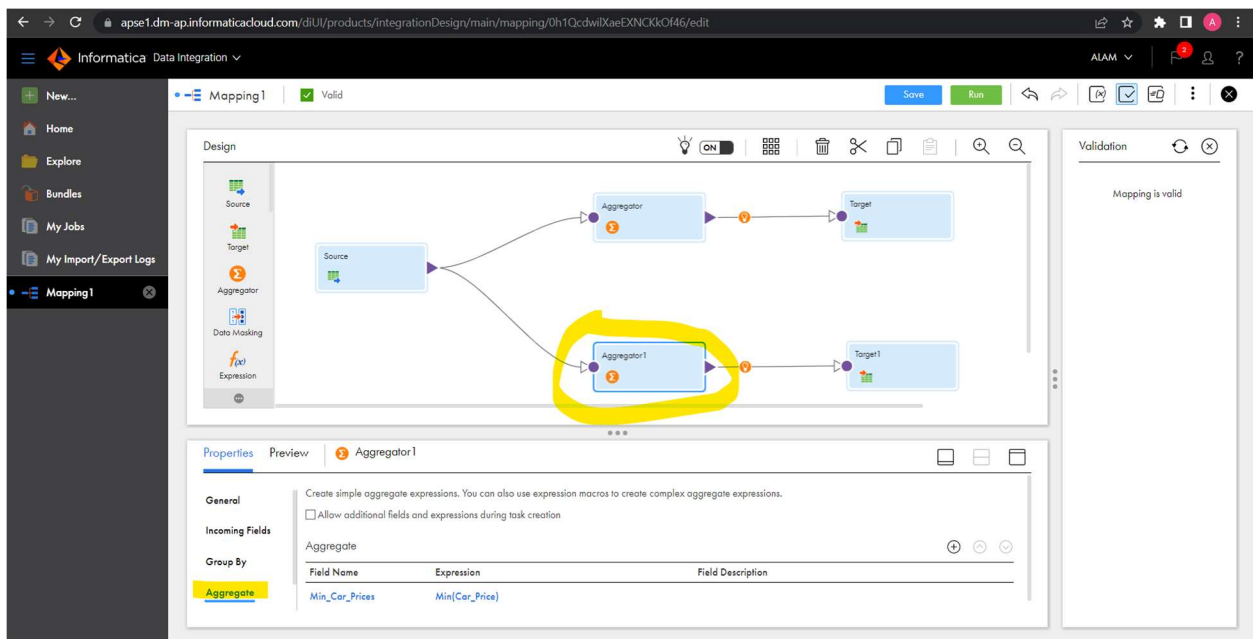 apse1.dm-ap.informaticacloud.com/diUI/products/integrationDesign/main/mapping/0h1QcdwilXaeEXNCKkOf46/edit
A
Informatica Data Integration
ALAM
2
?
New...
Home
Explore
Bundles
My Jobs
My Import/Export Logs
Mapping1
Mapping1
Valid
Save
Run
Design
ON
Source
Target
Aggregator
Data Masking
f(x)
Expression
Source
Aggregator
Target
Aggregator1
Target1
Validation
Mapping is valid
Properties
Preview
Aggregator1
General
Incoming Fields
Group By
Aggregate
Create simple aggregate expressions. You can also use expression macros to create complex aggregate expressions.
Allow additional fields and expressions during task creation
Aggregate
Field Name Expression Field Description
Min_Car_Prices Min(Car_Price)